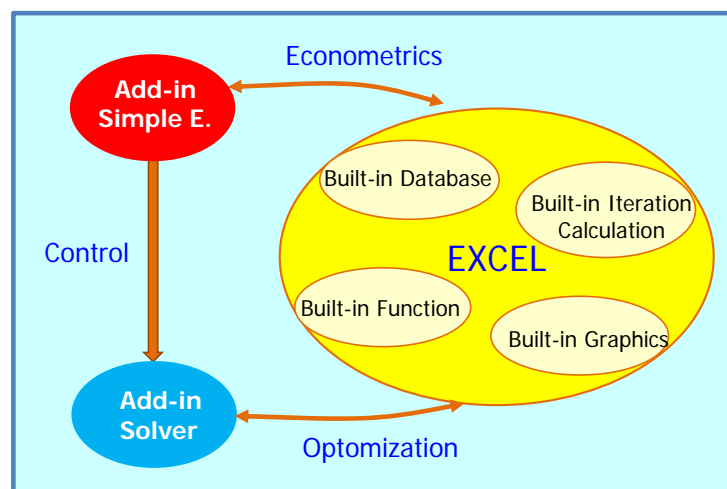 Econometrics
Add-in
Simple E.
Built-in Database
Built-in Iteration
Calculation
Control
EXCEL
Built-in Function
Built-in Graphics
Add-in
Solver
Optomization